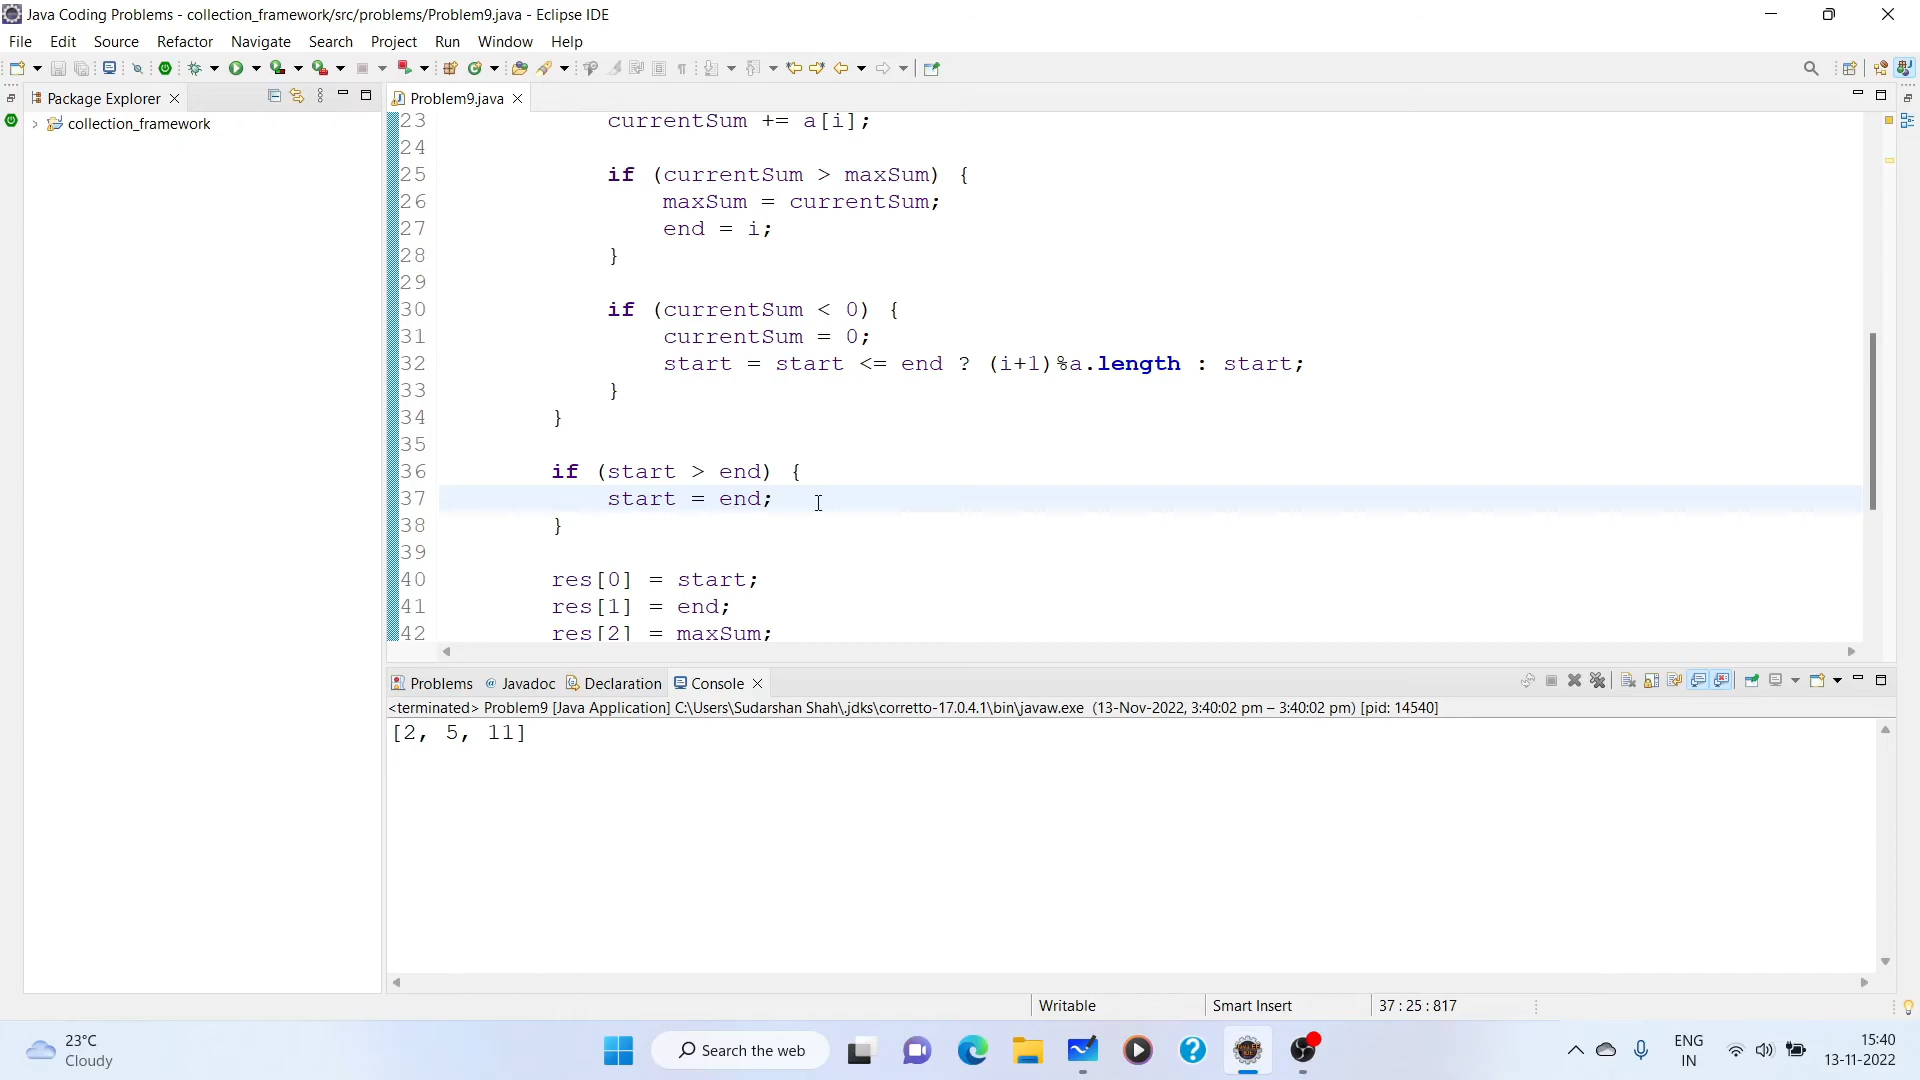 Java Coding Problems - collection_framework/src/problems/Problem9.java - Eclipse IDE
File Edit Source Refactor Navigate Search Project Run Window Help
Package Explorer
Problem9.java
collection_framework
23 currentSum += a[i];
24
25 if (currentSum > maxSum) {
26 maxSum = currentSum;
27 end = i;
28 }
29
30 if (currentSum < 0) {
31 currentSum = 0;
32 start = start <= end ? (i+1)%a.length : start;
33 }
34 }
35
36 if (start > end) {
37 start = end;
38 }
39
40 res[0] = start;
41 res[1] = end;
42 res[2] = maxSum;
Problems @ Javadoc Declaration Console
<terminated> Problem9 [Java Application] C:\Users\Sudarshan Shah\.jdks\corretto-17.0.4.1\bin\javaw.exe (13-Nov-2022, 3:40:02 pm – 3:40:02 pm) [pid: 14540]
[2, 5, 11]
Writable Smart Insert 37 : 25 : 817
23°C
Cloudy
Search the web
ENG
IN
15:40
13-11-2022